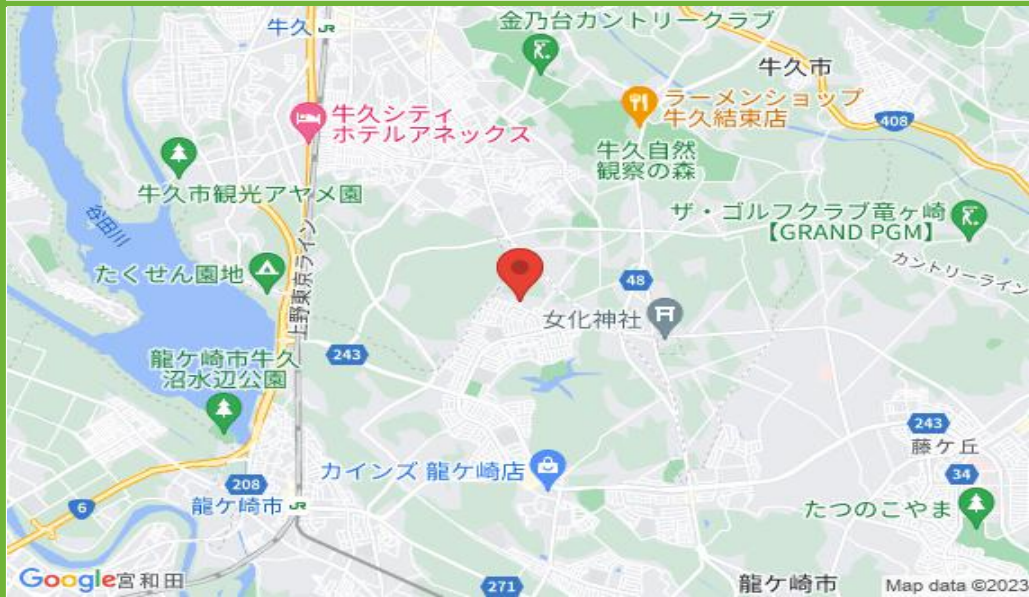 金乃台カントリークラブ
牛久 JR
牛久市
ラーメンショップ
牛久結束店
408
牛久シティ
ホテルアネックス
牛久自然
観察の森
牛久市観光アヤメ園
ザ・ゴルフクラブ竜ヶ崎
【GRAND PGM】
谷田川
カントリーライン
たくせん園地
上野東京ライン
48
女化神社
243
龍ケ崎市牛久
沼水辺公園
243
藤ケ丘
カインズ 龍ケ崎店
34
208
龍ケ崎市 JR
6
たつのこやま
Google
宮和田
271
龍ケ崎市
Map data ©2023